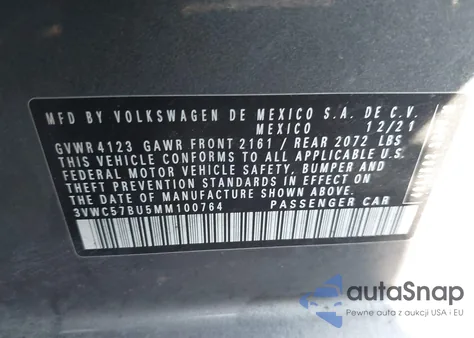 MFD BY VOLKSWAGEN DE MEXICO S.A. DE C.V.
MEXICO 12/21
GVWR 4123 GAWR FRONT 2161 / REAR 2072 LBS
THIS VEHICLE CONFORMS TO ALL APPLICABLE U.S.
FEDERAL MOTOR VEHICLE SAFETY, BUMPER AND
THEFT PREVENTION STANDARDS IN EFFECT ON THE
DATE OF MANUFACTURE SHOWN ABOVE.
3VWC57BU5MM100764 PASSENGER CAR
autoSnap
Pewne auta z aukcji USA i EU